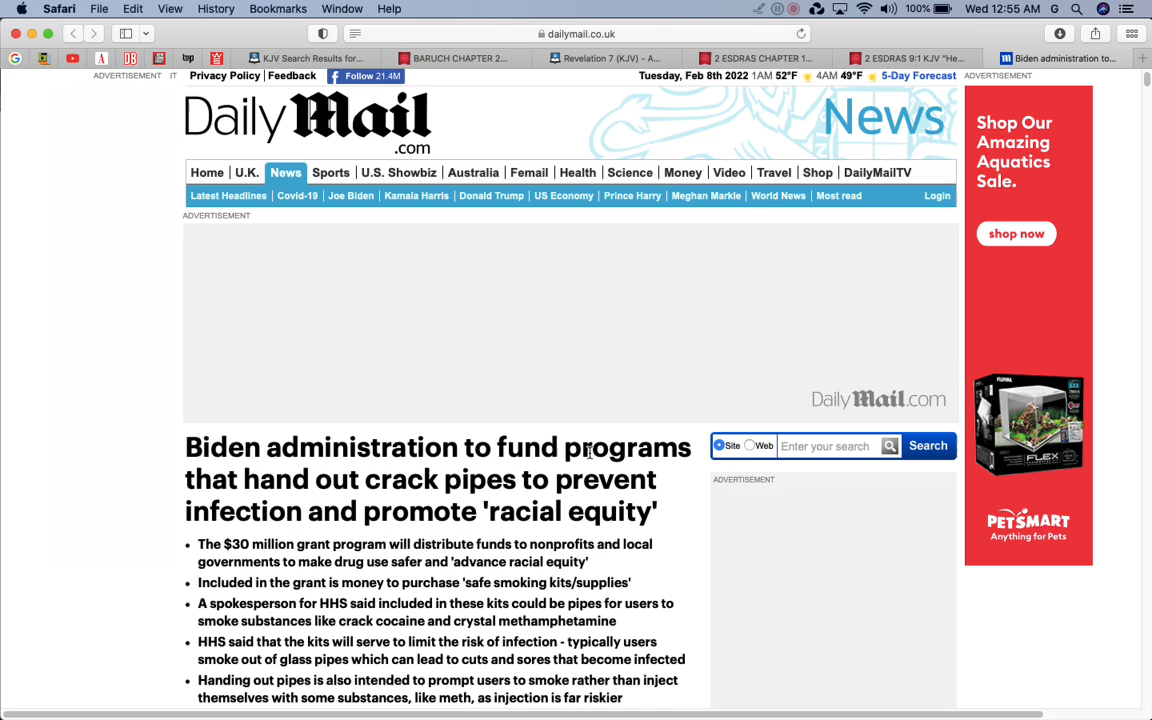 Safari File Edit View History Bookmarks Window Help 100% Wed 12:55 AM G
dailymail.co.uk
KJV Search Results for... BARUCH CHAPTER 2... Revelation 7 (KJV) - A... 2 ESDRAS CHAPTER 1... 2 ESDRAS 9:1 KJV "He... Biden administration to...
ADVERTISEMENT IT Privacy Policy | Feedback Follow 21.4M Tuesday, Feb 8th 2022 1AM 52°F 4AM 49°F 5-Day Forecast ADVERTISEMENT
Daily Mail
.com
News
Home U.K. News Sports U.S. Showbiz Australia Femail Health Science Money Video Travel Shop DailyMailTV
Latest Headlines Covid-19 Joe Biden Kamala Harris Donald Trump US Economy Prince Harry Meghan Markle World News Most read Login
ADVERTISEMENT
Daily Mail.com
Biden administration to fund programs
that hand out crack pipes to prevent
infection and promote 'racial equity'
• The $30 million grant program will distribute funds to nonprofits and local
governments to make drug use safer and 'advance racial equity'
• Included in the grant is money to purchase 'safe smoking kits/supplies'
• A spokesperson for HHS said included in these kits could be pipes for users to
smoke substances like crack cocaine and crystal methamphetamine
• HHS said that the kits will serve to limit the risk of infection - typically users
smoke out of glass pipes which can lead to cuts and sores that become infected
• Handing out pipes is also intended to prompt users to smoke rather than inject
themselves with some substances, like meth, as injection is far riskier
Site Web Enter your search Search
ADVERTISEMENT
Shop Our
Amazing
Aquatics
Sale.
shop now
FLUVAL
FLEX
PETSMART
Anything for Pets